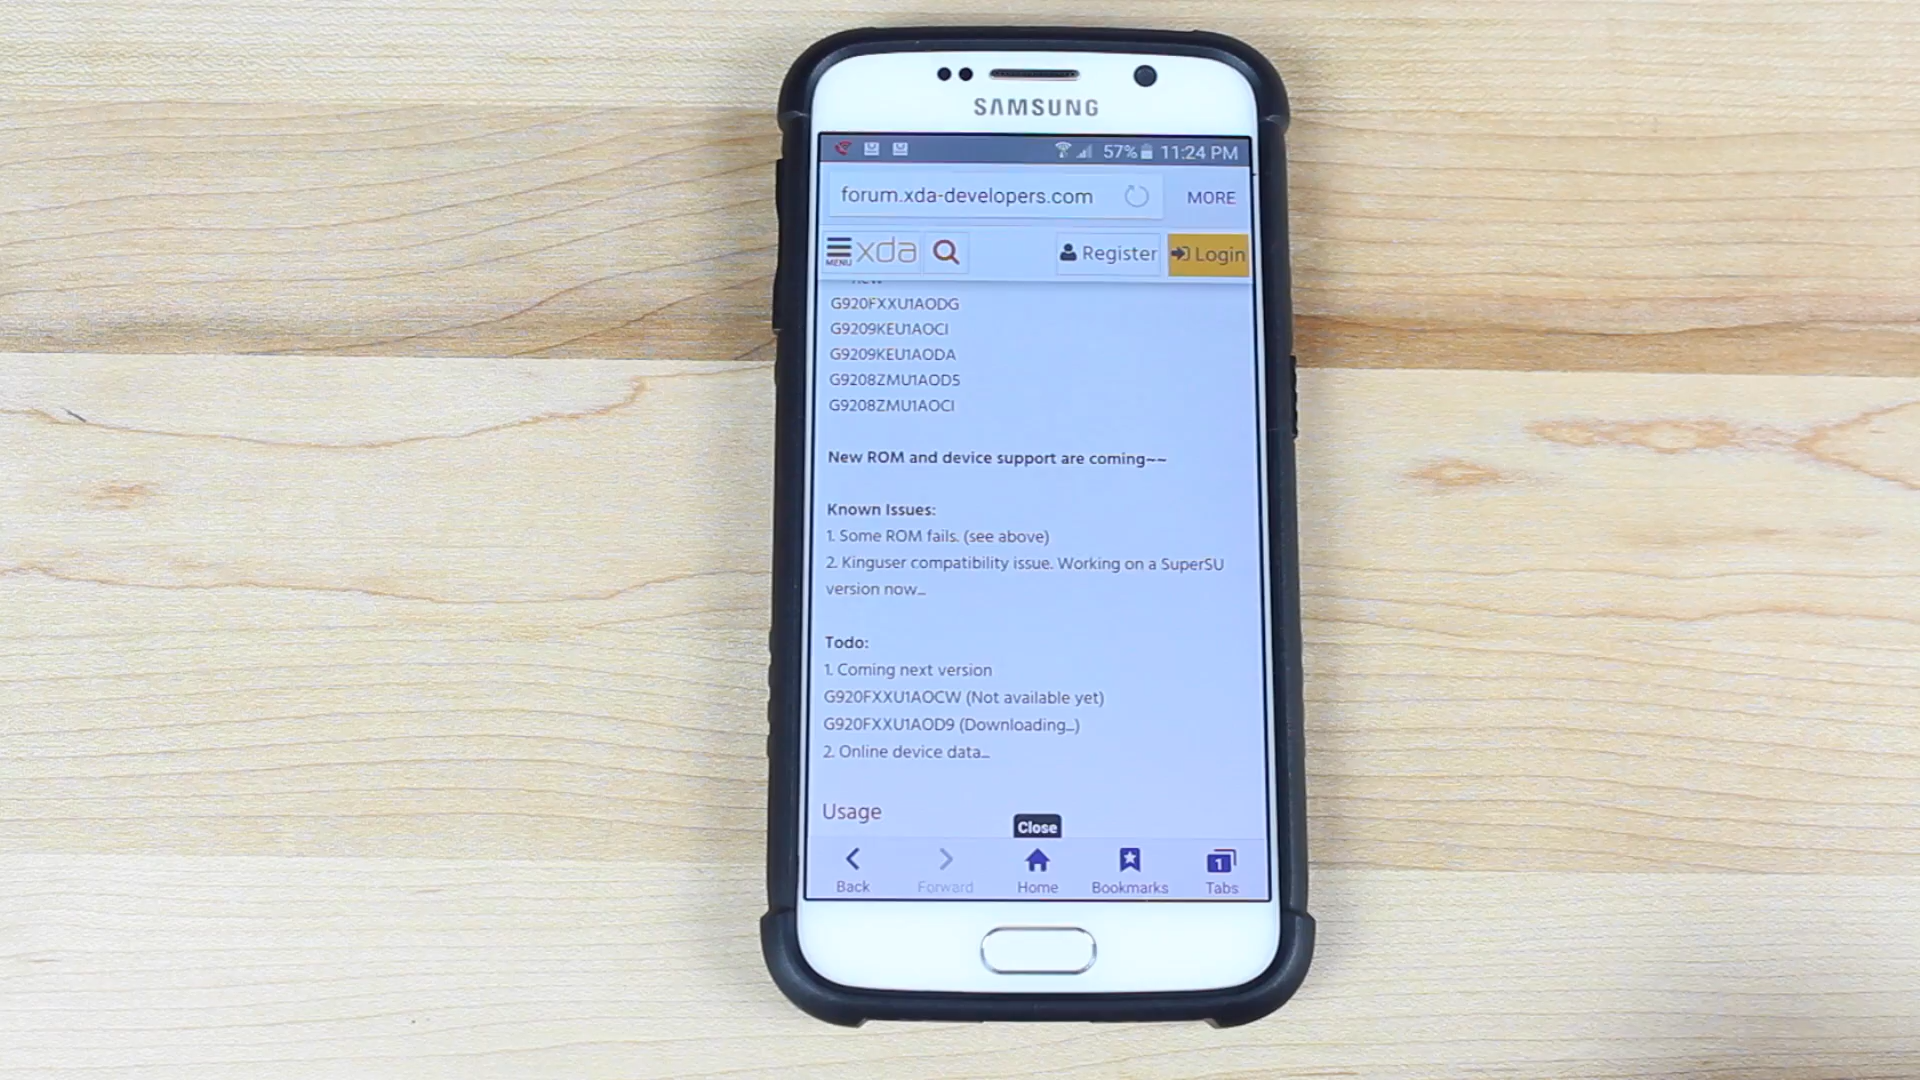 SAMSUNG
57% 11:24 PM
forum.xda-developers.com MORE
MENU xda Register Login
new
G920FXXU1AODG
G9209KEU1AOCI
G9209KEU1AODA
G9208ZMU1AOD5
G9208ZMU1AOCI
New ROM and device support are coming~~
Known Issues:
1. Some ROM fails. (see above)
2. Kinguser compatibility issue. Working on a SuperSU
version now...
Todo:
1. Coming next version
G920FXXU1AOCW (Not available yet)
G920FXXU1AOD9 (Downloading...)
2. Online device data...
Usage
Close
Back Forward Home Bookmarks 1 Tabs